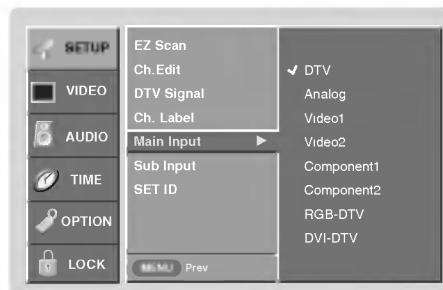 SETUP
VIDEO
AUDIO
TIME
OPTION
LOCK
EZ Scan
Ch.Edit
DTV Signal
Ch. Label
Main Input
Sub Input
SET ID
MENU Prev
DTV
Analog
Video1
Video2
Component1
Component2
RGB-DTV
DVI-DTV